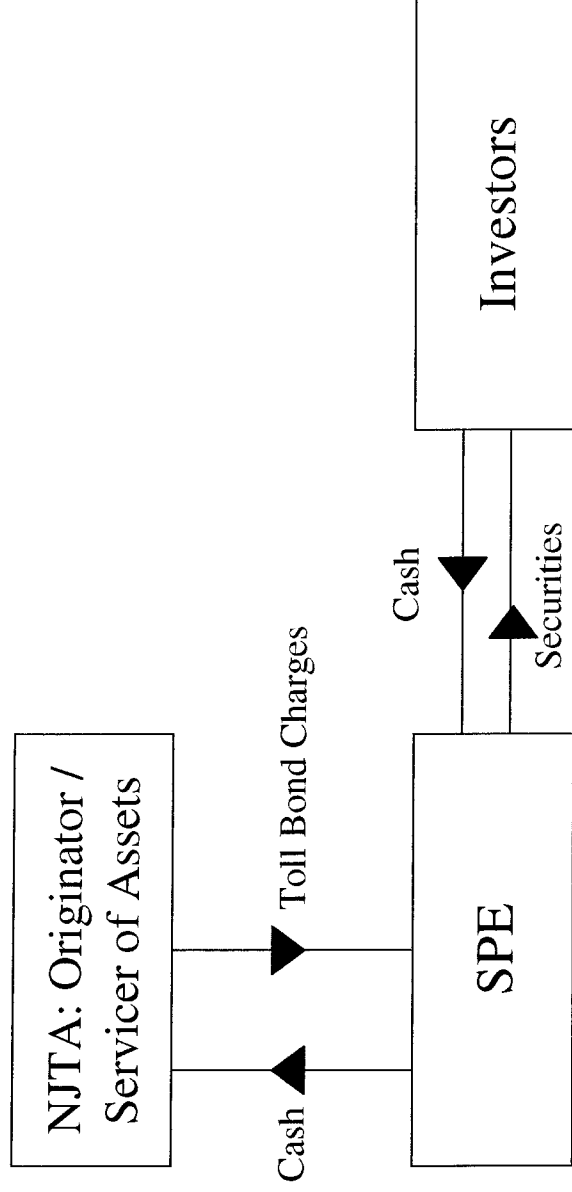 NJTA: Originator /
Servicer of Assets
Cash
Toll Bond Charges
SPE
Cash
Securities
Investors